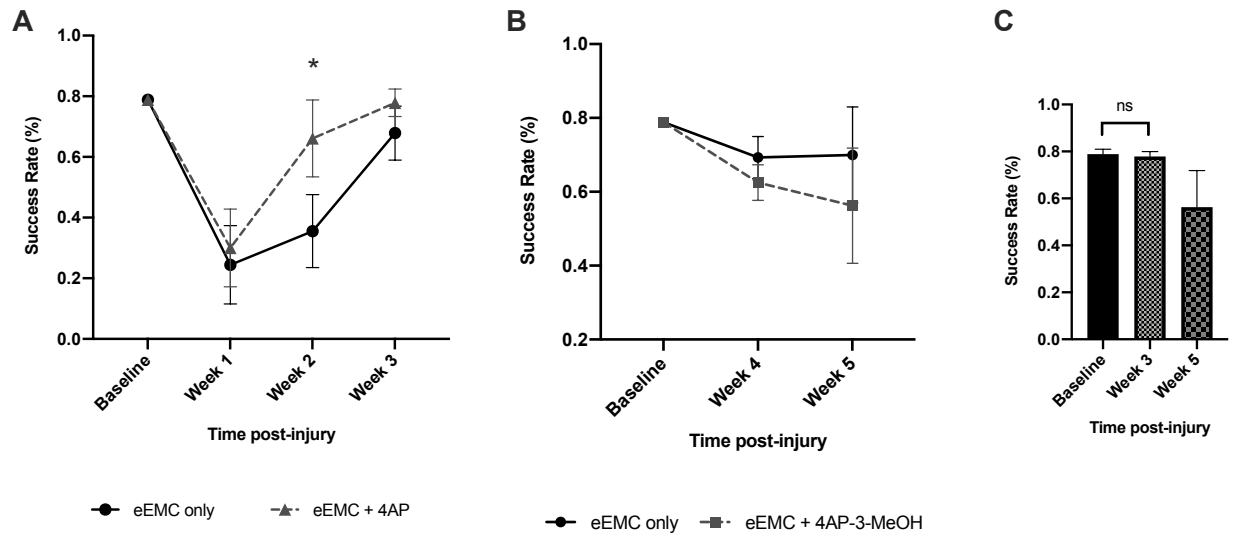 A
Success Rate (%)
1.0
0.8
0.6
0.4
0.2
0.0
*
Baseline
Week 1
Week 2
Week 3
Time post-injury
eEMC only
eEMC + 4AP
B
Success Rate (%)
1.0
0.8
0.6
0.4
0.2
Baseline
Week 4
Week 5
Time post-injury
eEMC only
eEMC + 4AP-3-MeOH
C
Success Rate (%)
1.0
0.8
0.6
0.4
0.2
0.0
ns
Baseline
Week 3
Week 5
Time post-injury